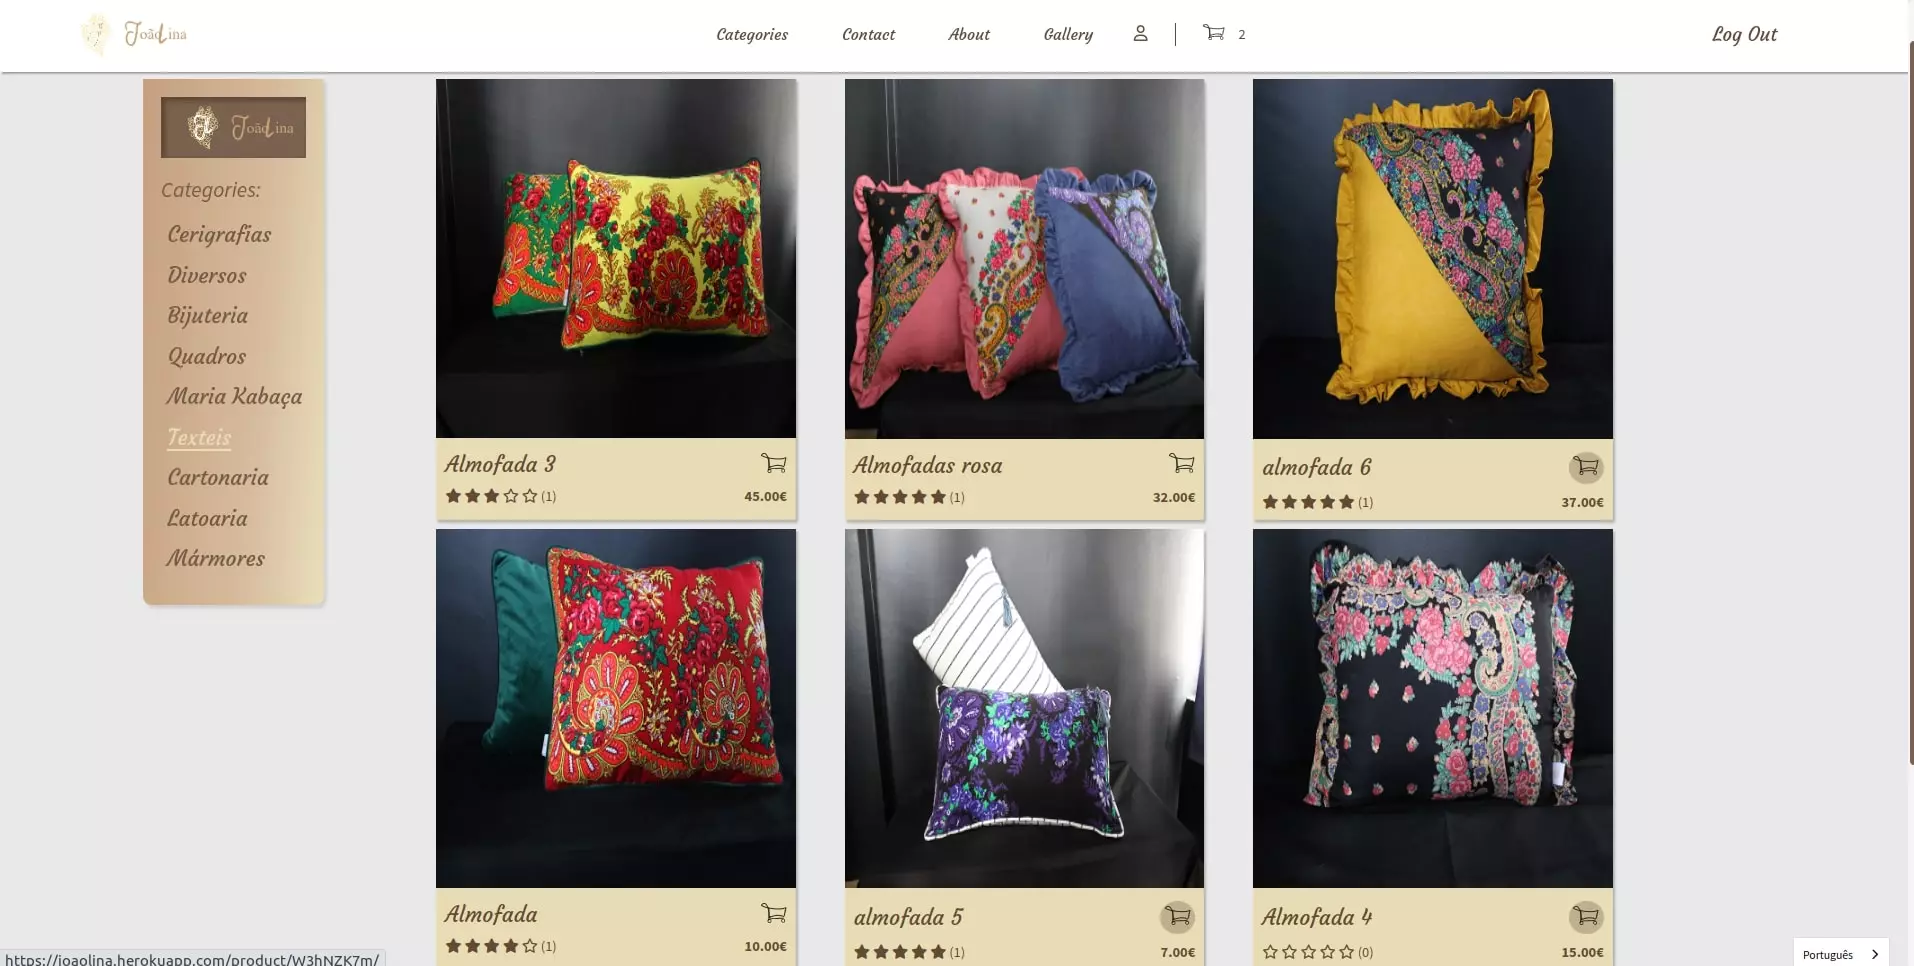 JoãoLina
Categories
Contact
About
Gallery
2
Log Out
JoãoLina
Categories:
Cerigrafias
Diversos
Bijuteria
Quadros
Maria Kabaça
Texteis
Cartonaria
Latoaria
Mármores
Almofada 3
(1)
45.00€
Almofadas rosa
(1)
32.00€
almofada 6
(1)
37.00€
Almofada
(1)
10.00€
almofada 5
(1)
7.00€
Almofada 4
(0)
15.00€
https://joaolina.herokuapp.com/product/W3hNZK7m/
Português